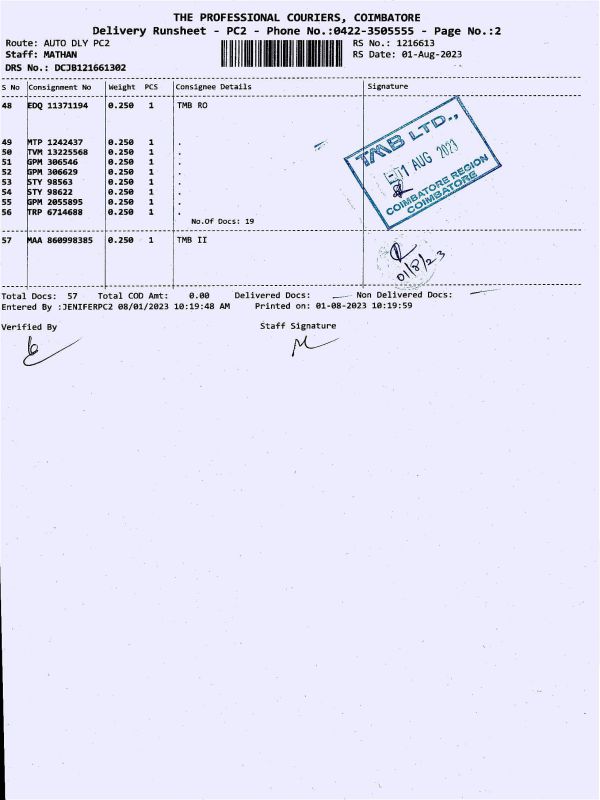 THE PROFESSIONAL COURIERS, COIMBATORE
Delivery Runsheet - PC2 - Phone No.:0422-3505555 - Page No.:2
Route: AUTO DLY PC2 RS No.: 1216613
Staff: MATHAN RS Date: 01-Aug-2023
DRS No.: DCJB121661302
S No Consignment No Weight PCS Consignee Details Signature
48 EDQ 11371194 0.250 1 TMB RO
49 MTP 1242437 0.250 1 .
50 TVM 13225568 0.250 1 .
51 GPM 306546 0.250 1 .
52 GPM 306629 0.250 1 .
53 STY 98563 0.250 1 .
54 STY 98622 0.250 1 .
55 GPM 2055895 0.250 1 .
56 TRP 6714688 0.250 1 .
No.Of Docs: 19
TMB LTD.,
01 AUG 2023
COIMBATORE REGION
COIMBATORE
57 MAA 860998385 0.250 1 TMB II
01/8/23
Total Docs: 57 Total COD Amt: 0.00 Delivered Docs: Non Delivered Docs:
Entered By :JENIFERPC2 08/01/2023 10:19:48 AM Printed on: 01-08-2023 10:19:59
Verified By Staff Signature